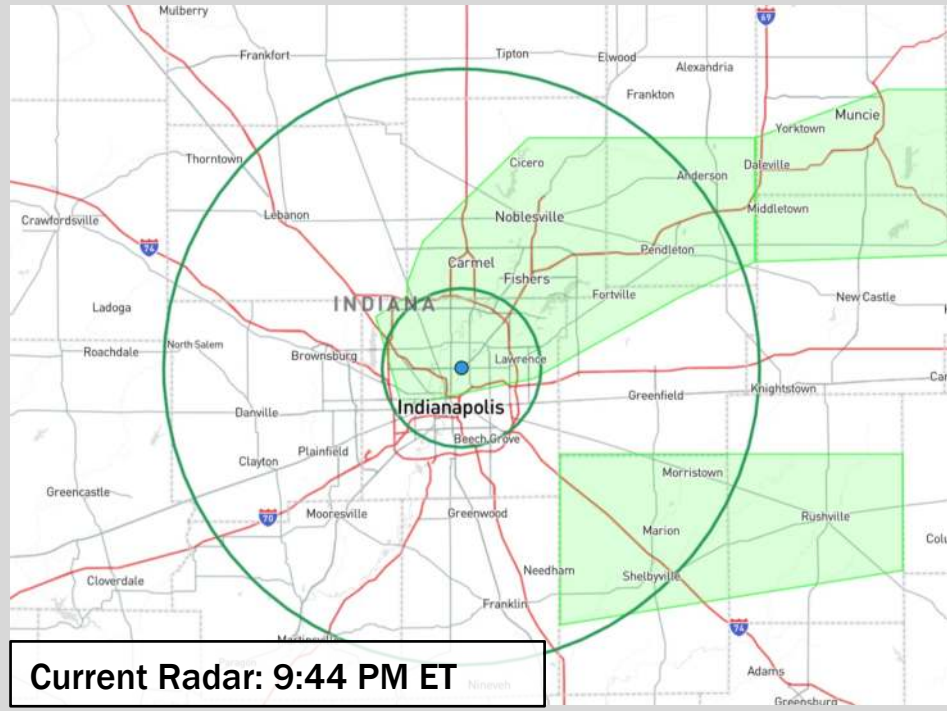 Mulberry
69
Frankfort
Tipton
Elwood
Alexandria
Frankton
Muncie
Yorktown
Thorntown
Cicero
Daleville
Anderson
Lebanon
Noblesville
Middletown
Crawfordsville
74
Pendleton
Carmel
Fishers
INDIANA
Fortville
New Castle
Ladoga
North Salem
Roachdale
Brownsburg
Lawrence
Knightstown
Greenfield
Indianapolis
Danville
Beech Grove
Plainfield
Clayton
Morristown
Greencastle
70
Mooresville
Greenwood
Rushville
Marion
Needham
Shelbyville
Cloverdale
Franklin
74
Martinsville
Adams
Current Radar: 9:44 PM ET
Nineveh
Greensburg